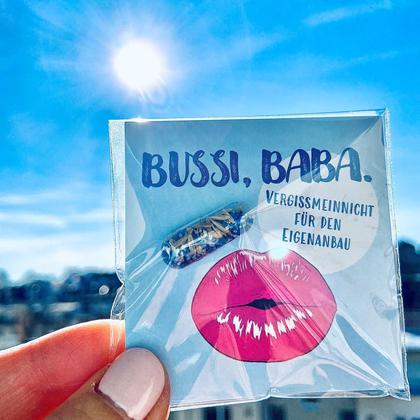 BUSSI, BABA.
VERGISSMEINNICHT
FÜR DEN
EIGENANBAU